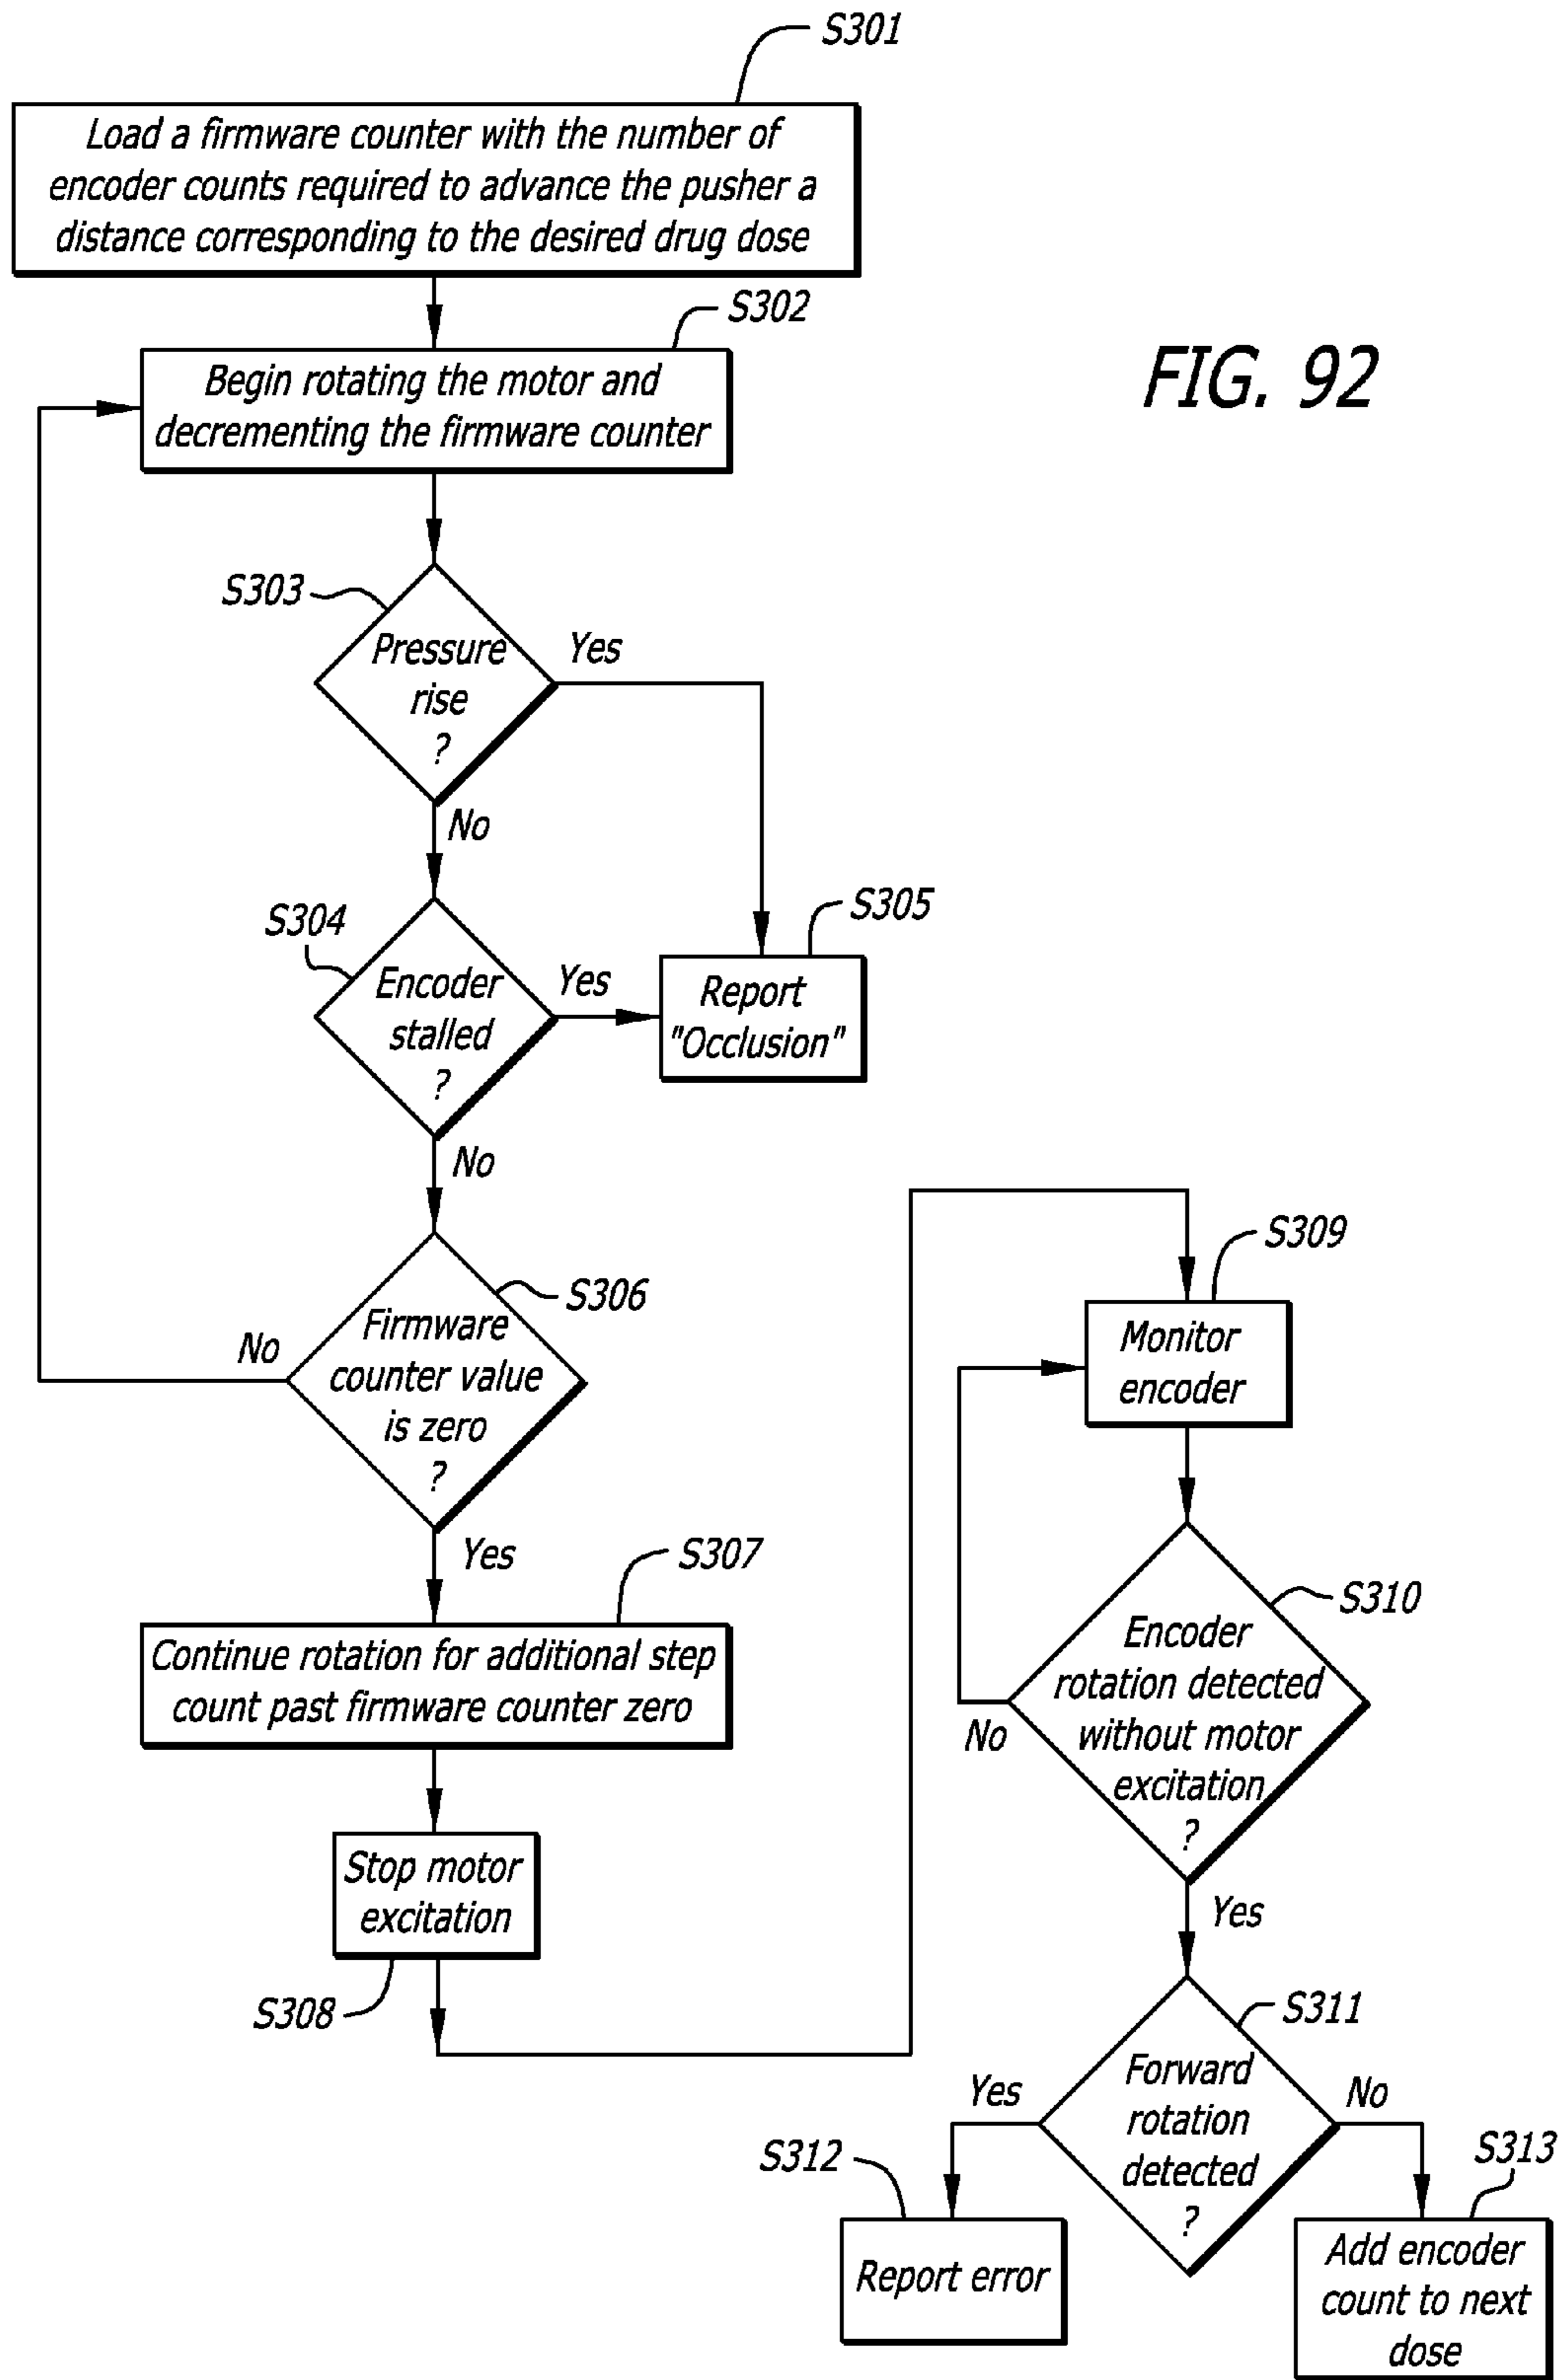 S301
Load a firmware counter with the number of
encoder counts required to advance the pusher a
distance corresponding to the desired drug dose
S302
Begin rotating the motor and
decrementing the firmware counter
FIG. 92
S303
Pressure
rise
?
Yes
No
S304
Encoder
stalled
?
Yes
No
S305
Report
"Occlusion"
S306
Firmware
counter value
is zero
?
No
Yes
S307
Continue rotation for additional step
count past firmware counter zero
Stop motor
excitation
S308
S309
Monitor
encoder
S310
Encoder
rotation detected
without motor
excitation
?
No
Yes
S311
Forward
rotation
detected
?
Yes
No
S312
Report error
S313
Add encoder
count to next
dose